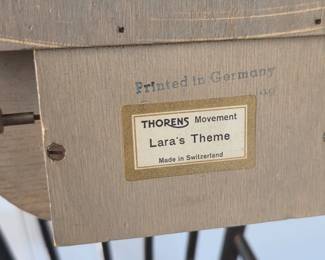 Printed in Germany
THORENS Movement
Lara's Theme
Made in Switzerland